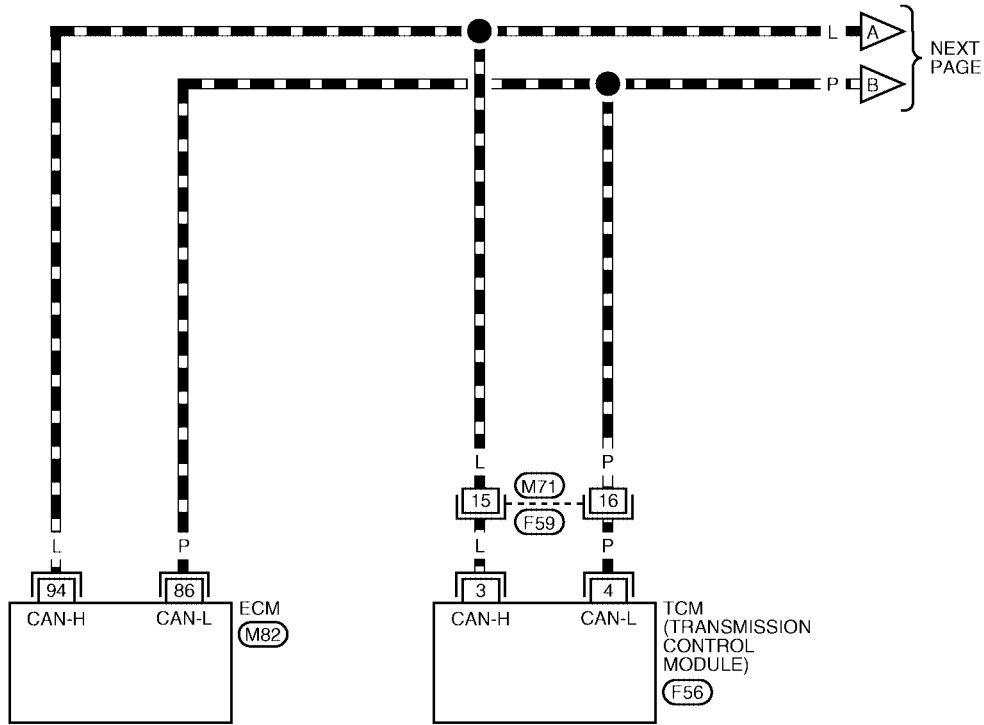 L A
NEXT
PAGE
P B
L P
M71
15 16
F59
L P L P
94 86 3 4
CAN-H CAN-L ECM
M82
CAN-H CAN-L TCM
(TRANSMISSION
CONTROL
MODULE)
F56